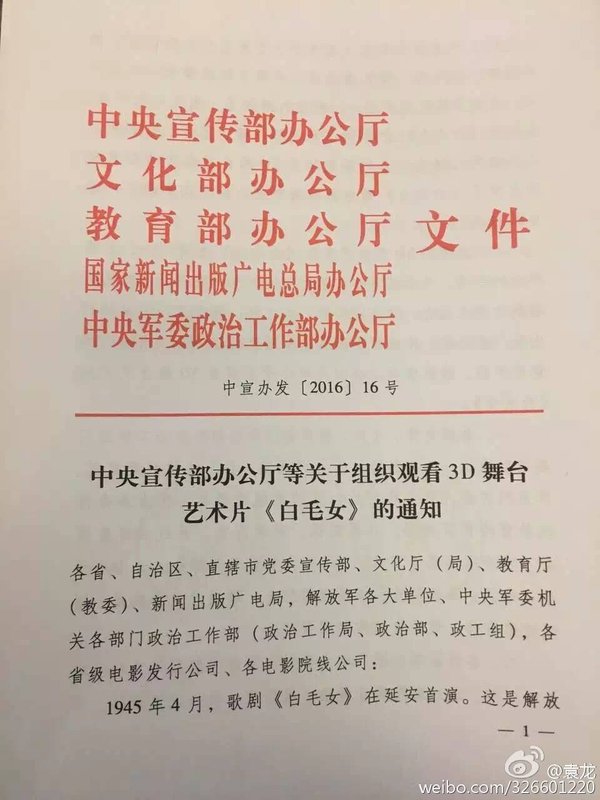 中央宣传部办公厅
文化部办公厅
教育部办公厅 文件
国家新闻出版广电总局办公厅
中央军委政治工作部办公厅
中宣办发〔2016〕16号
中央宣传部办公厅等关于组织观看3D舞台
艺术片《白毛女》的通知
各省、自治区、直辖市党委宣传部、文化厅（局）、教育厅
（教委）、新闻出版广电局，解放军各大单位、中央军委机
关各部门政治工作部（政治工作局、政治部、政工组），各
省级电影发行公司、各电影院线公司：
1945年4月，歌剧《白毛女》在延安首演。这是解放
— 1 —
@袁龙
weibo.com/326601220